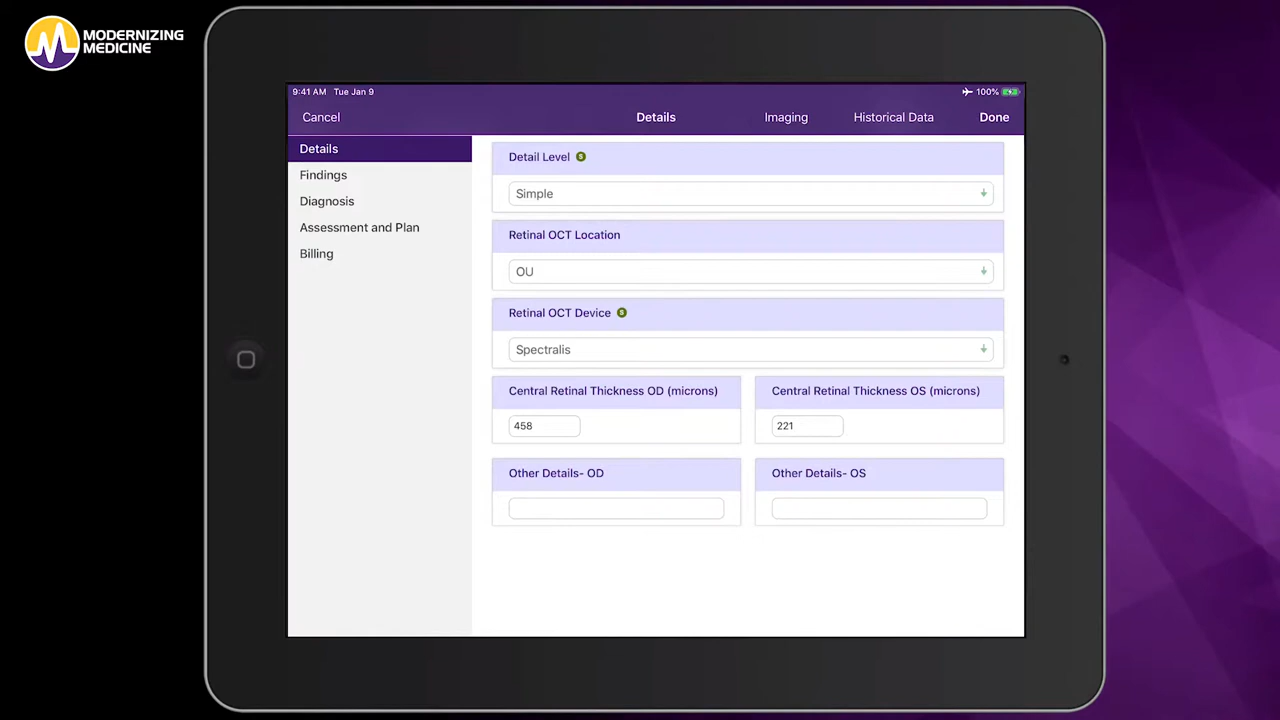 MODERNIZING
MEDICINE
9:41 AM Tue Jan 9
100%
Cancel
Details
Imaging
Historical Data
Done
Details
Findings
Diagnosis
Assessment and Plan
Billing
Detail Level S
Simple
Retinal OCT Location
OU
Retinal OCT Device S
Spectralis
Central Retinal Thickness OD (microns)
458
Central Retinal Thickness OS (microns)
221
Other Details- OD
Other Details- OS